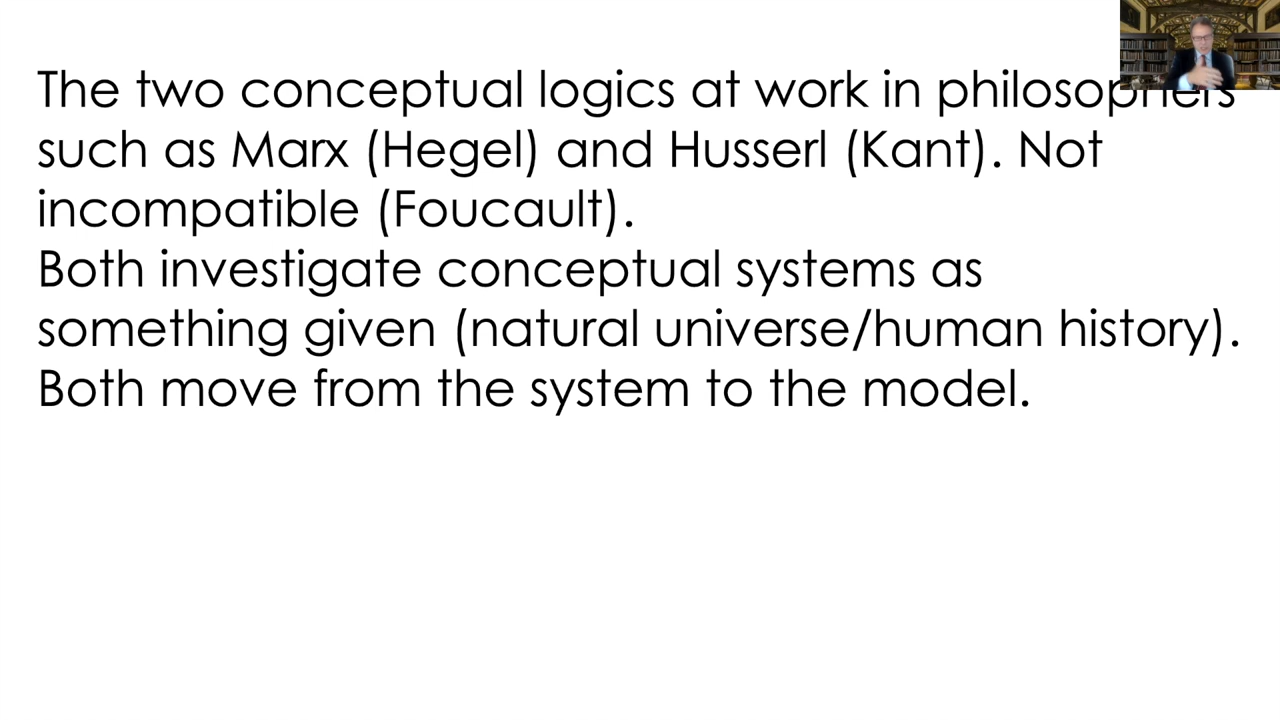 The two conceptual logics at work in philosophers
such as Marx (Hegel) and Husserl (Kant). Not
incompatible (Foucault).
Both investigate conceptual systems as
something given (natural universe/human history).
Both move from the system to the model.